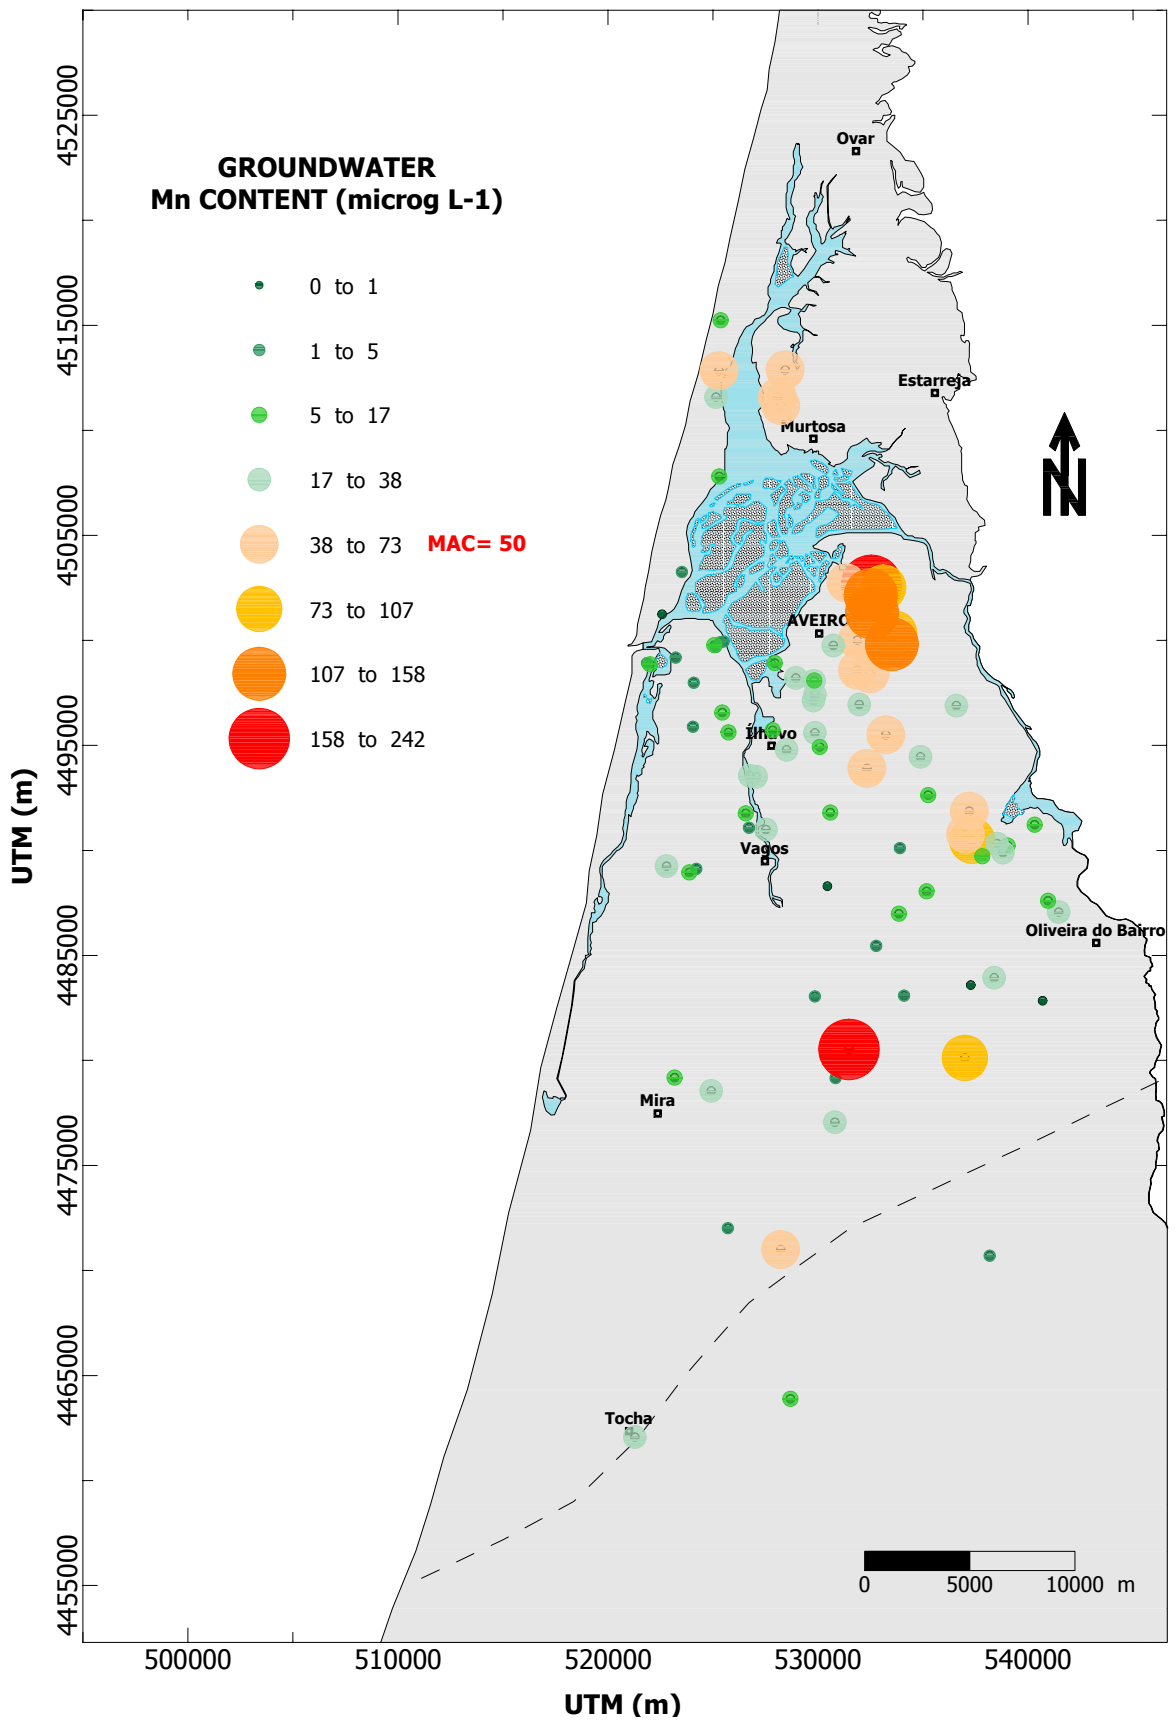 GROUNDWATER
Mn CONTENT (microg L-1)
0 to 1
1 to 5
5 to 17
17 to 38
38 to 73 MAC= 50
73 to 107
107 to 158
158 to 242
Ovar
Estarreja
Murtosa
N
AVEIRO
Ílhavo
Vagos
Oliveira do Bairro
Mira
Tocha
0 5000 10000 m
4525000
4515000
4505000
4495000
4485000
4475000
4465000
4455000
UTM (m)
500000 510000 520000 530000 540000
UTM (m)